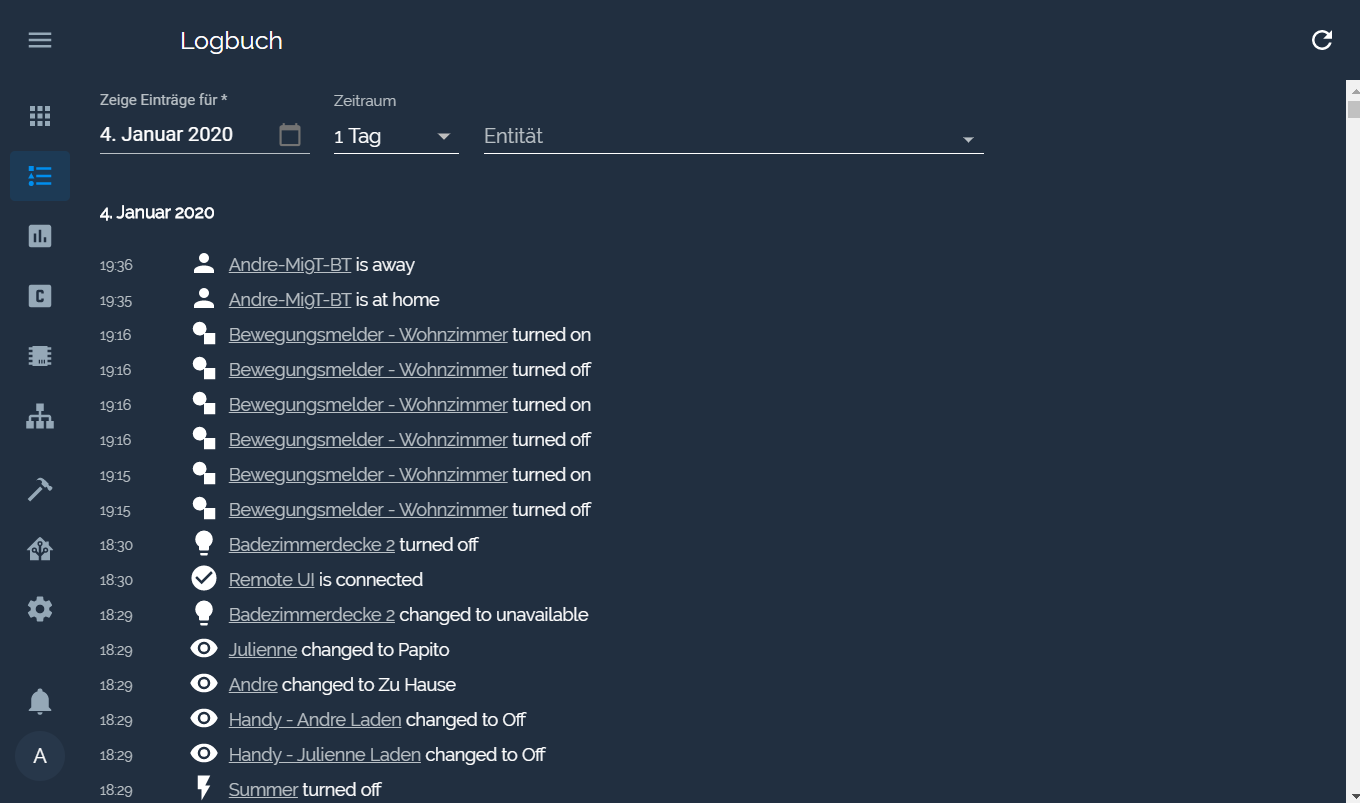 Logbuch
Zeige Einträge für *
Zeitraum
4. Januar 2020
1 Tag
Entität
4. Januar 2020
19:36 Andre-Mi9T-BT is away
19:35 Andre-Mi9T-BT is at home
19:16 Bewegungsmelder - Wohnzimmer turned on
19:16 Bewegungsmelder - Wohnzimmer turned off
19:16 Bewegungsmelder - Wohnzimmer turned on
19:16 Bewegungsmelder - Wohnzimmer turned off
19:15 Bewegungsmelder - Wohnzimmer turned on
19:15 Bewegungsmelder - Wohnzimmer turned off
18:30 Badezimmerdecke 2 turned off
18:30 Remote UI is connected
18:29 Badezimmerdecke 2 changed to unavailable
18:29 Julienne changed to Papito
18:29 Andre changed to Zu Hause
18:29 Handy - Andre Laden changed to Off
18:29 Handy - Julienne Laden changed to Off
18:29 Summer turned off
C
A